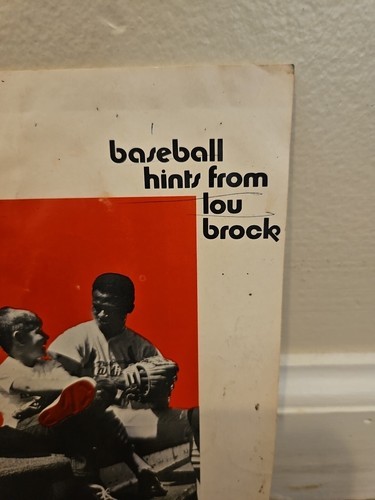 baseball
hints from
lou
brock